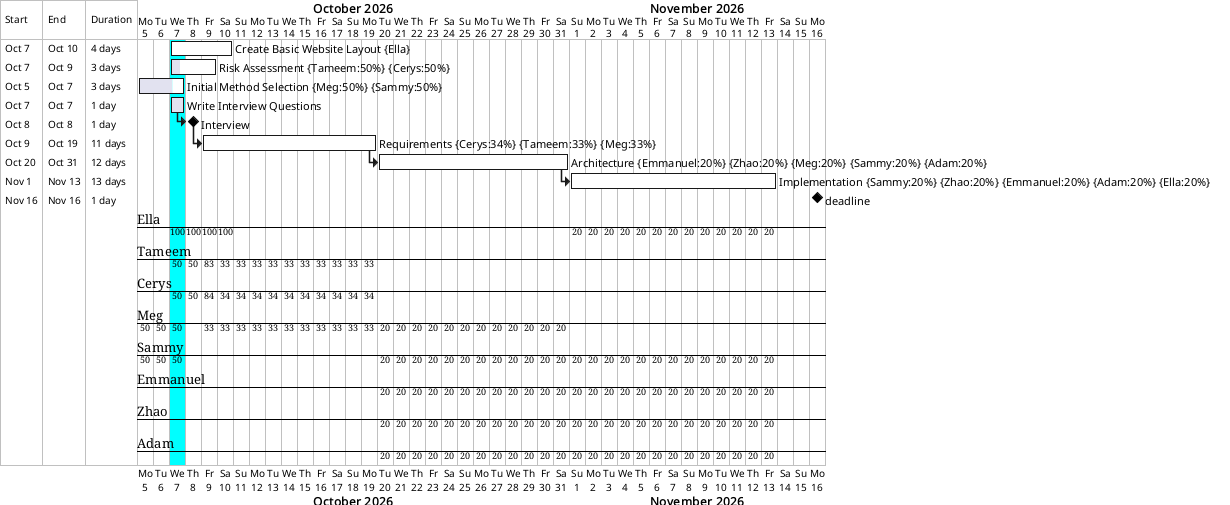 October 2026 November 2026
Start End Duration Mo Tu We Th Fr Sa Su Mo Tu We Th Fr Sa Su Mo Tu We Th Fr Sa Su Mo Tu We Th Fr Sa Su Mo Tu We Th Fr Sa Su Mo Tu We Th Fr Sa Su Mo
5 6 7 8 9 10 11 12 13 14 15 16 17 18 19 20 21 22 23 24 25 26 27 28 29 30 31 1 2 3 4 5 6 7 8 9 10 11 12 13 14 15 16
Oct 7 Oct 10 4 days Create Basic Website Layout {Ella}
Oct 7 Oct 9 3 days Risk Assessment {Tameem:50%} {Cerys:50%}
Oct 5 Oct 7 3 days Initial Method Selection {Meg:50%} {Sammy:50%}
Oct 7 Oct 7 1 day Write Interview Questions
Oct 8 Oct 8 1 day Interview
Oct 9 Oct 19 11 days Requirements {Cerys:34%} {Tameem:33%} {Meg:33%}
Oct 20 Oct 31 12 days Architecture {Emmanuel:20%} {Zhao:20%} {Meg:20%} {Sammy:20%} {Adam:20%}
Nov 1 Nov 13 13 days Implementation {Sammy:20%} {Zhao:20%} {Emmanuel:20%} {Adam:20%} {Ella:20%}
Nov 16 Nov 16 1 day deadline
Ella
100 100 100 100 20 20 20 20 20 20 20 20 20 20 20 20 20
Tameem
50 50 83 33 33 33 33 33 33 33 33 33 33
Cerys
50 50 84 34 34 34 34 34 34 34 34 34 34
Meg
50 50 50 33 33 33 33 33 33 33 33 33 33 33 20 20 20 20 20 20 20 20 20 20 20 20
Sammy
50 50 50 20 20 20 20 20 20 20 20 20 20 20 20 20 20 20 20 20 20 20 20 20 20 20 20 20
Emmanuel
20 20 20 20 20 20 20 20 20 20 20 20 20 20 20 20 20 20 20 20 20 20 20 20 20
Zhao
20 20 20 20 20 20 20 20 20 20 20 20 20 20 20 20 20 20 20 20 20 20 20 20 20
Adam
20 20 20 20 20 20 20 20 20 20 20 20 20 20 20 20 20 20 20 20 20 20 20 20 20
Mo Tu We Th Fr Sa Su Mo Tu We Th Fr Sa Su Mo Tu We Th Fr Sa Su Mo Tu We Th Fr Sa Su Mo Tu We Th Fr Sa Su Mo Tu We Th Fr Sa Su Mo
5 6 7 8 9 10 11 12 13 14 15 16 17 18 19 20 21 22 23 24 25 26 27 28 29 30 31 1 2 3 4 5 6 7 8 9 10 11 12 13 14 15 16
October 2026 November 2026